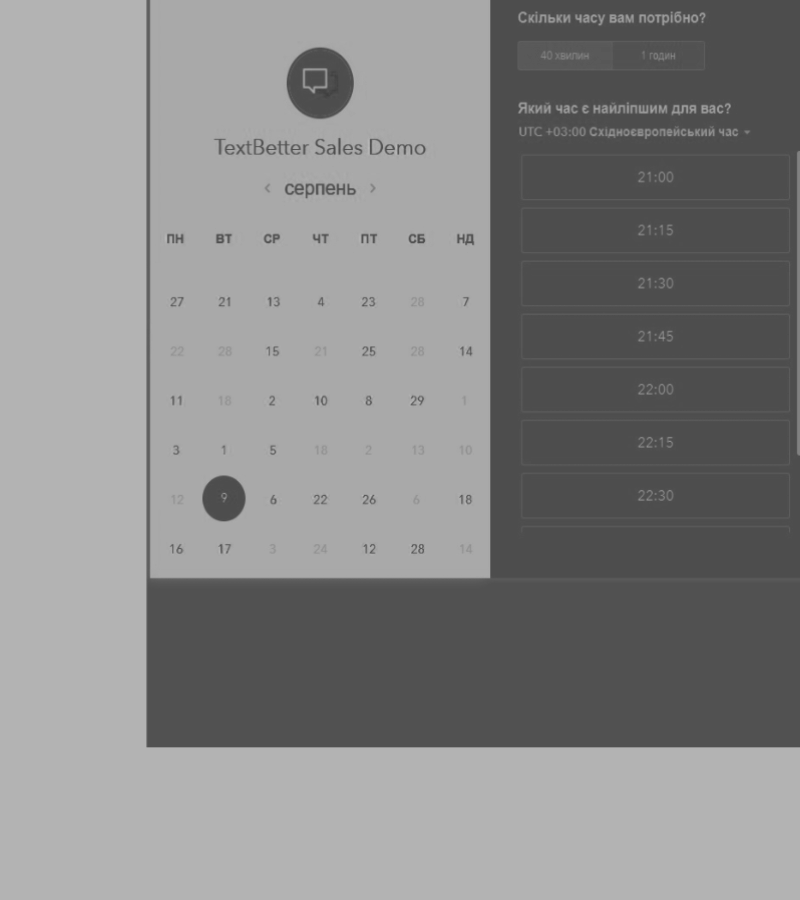 TextBetter Sales Demo
‹ серпень ›
ПН ВТ СР ЧТ ПТ СБ НД
27 21 13 4 23 28 7
22 28 15 21 25 28 14
11 18 2 10 8 29 1
3 1 5 18 2 13 10
12 9 6 22 26 6 18
16 17 3 24 12 28 14
Скільки часу вам потрібно?
40 хвилин 1 годин
Який час є найліпшим для вас?
UTC +03:00 Східноєвропейський час
21:00
21:15
21:30
21:45
22:00
22:15
22:30